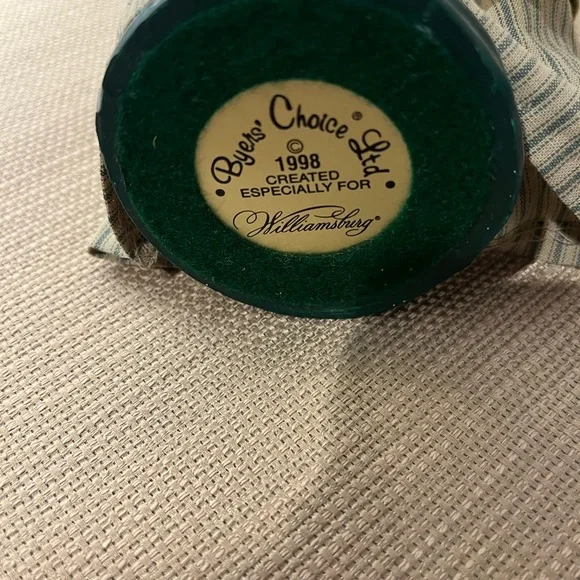 Byers' Choice® Ltd
©
1998
CREATED
ESPECIALLY FOR
Williamsburg®